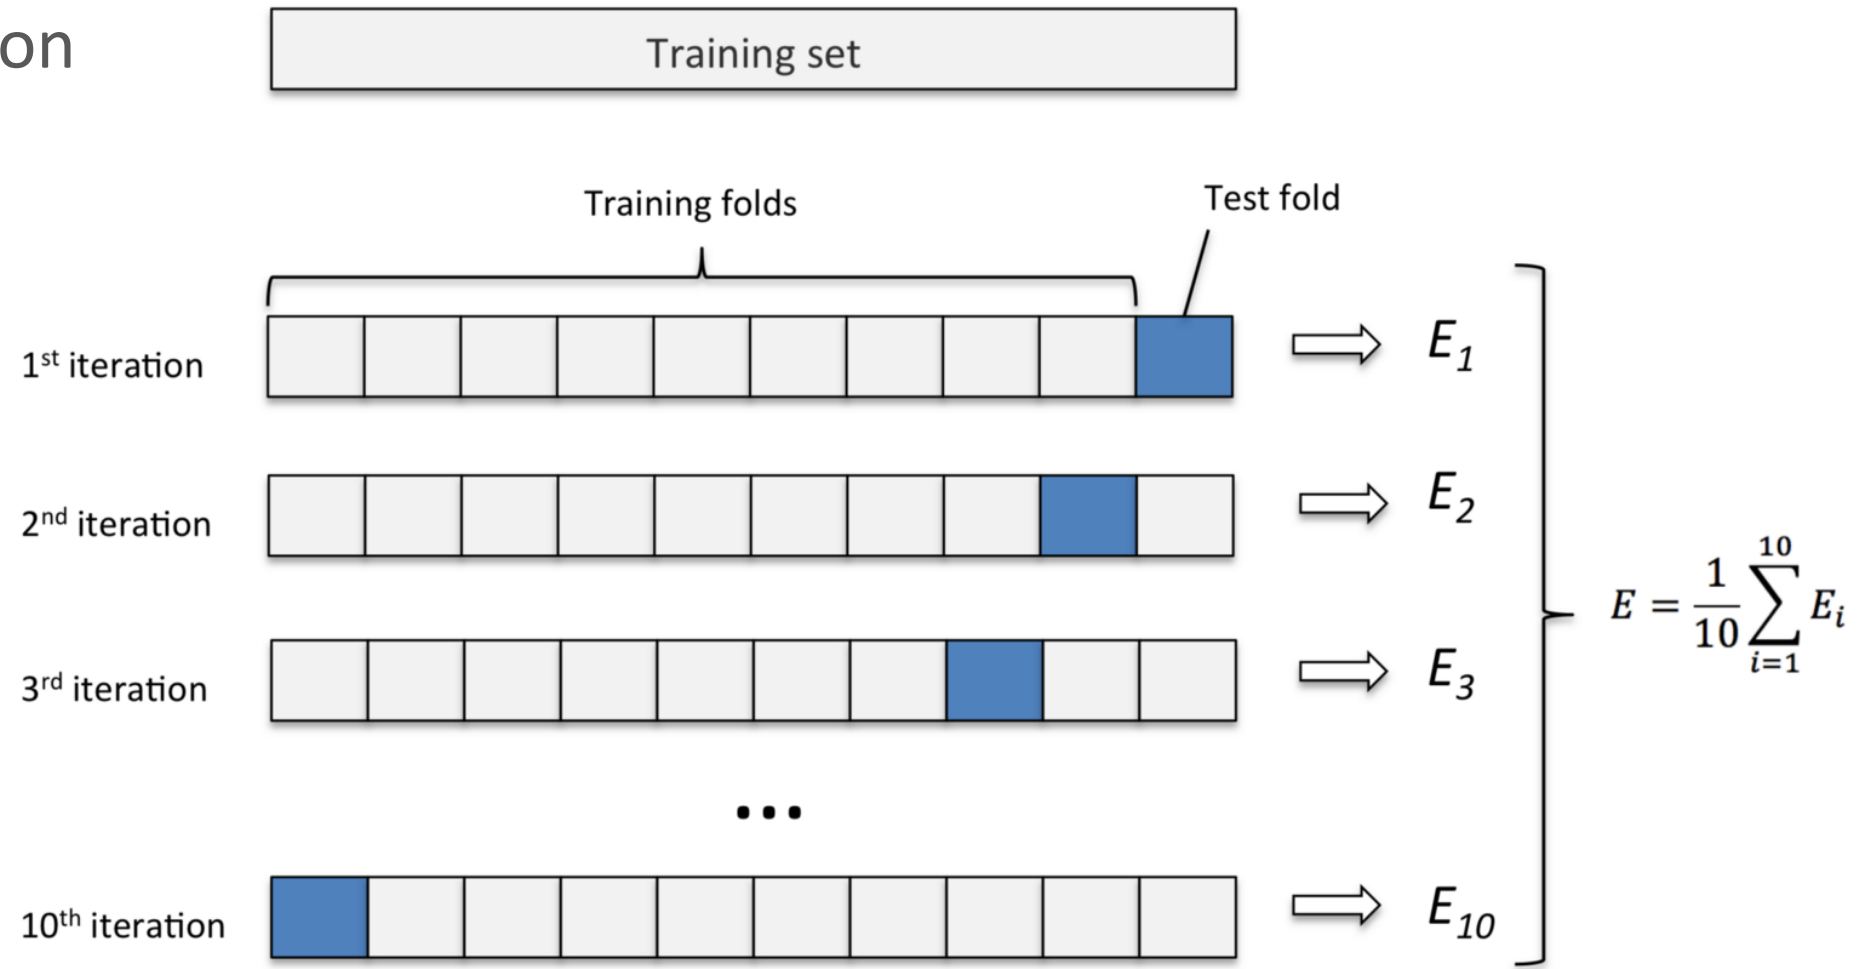 on
Training set
Training folds
Test fold
1st iteration
E1
2nd iteration
E2
3rd iteration
E3
...
10th iteration
E10
E = 1/10 ∑ i=1 10 Ei